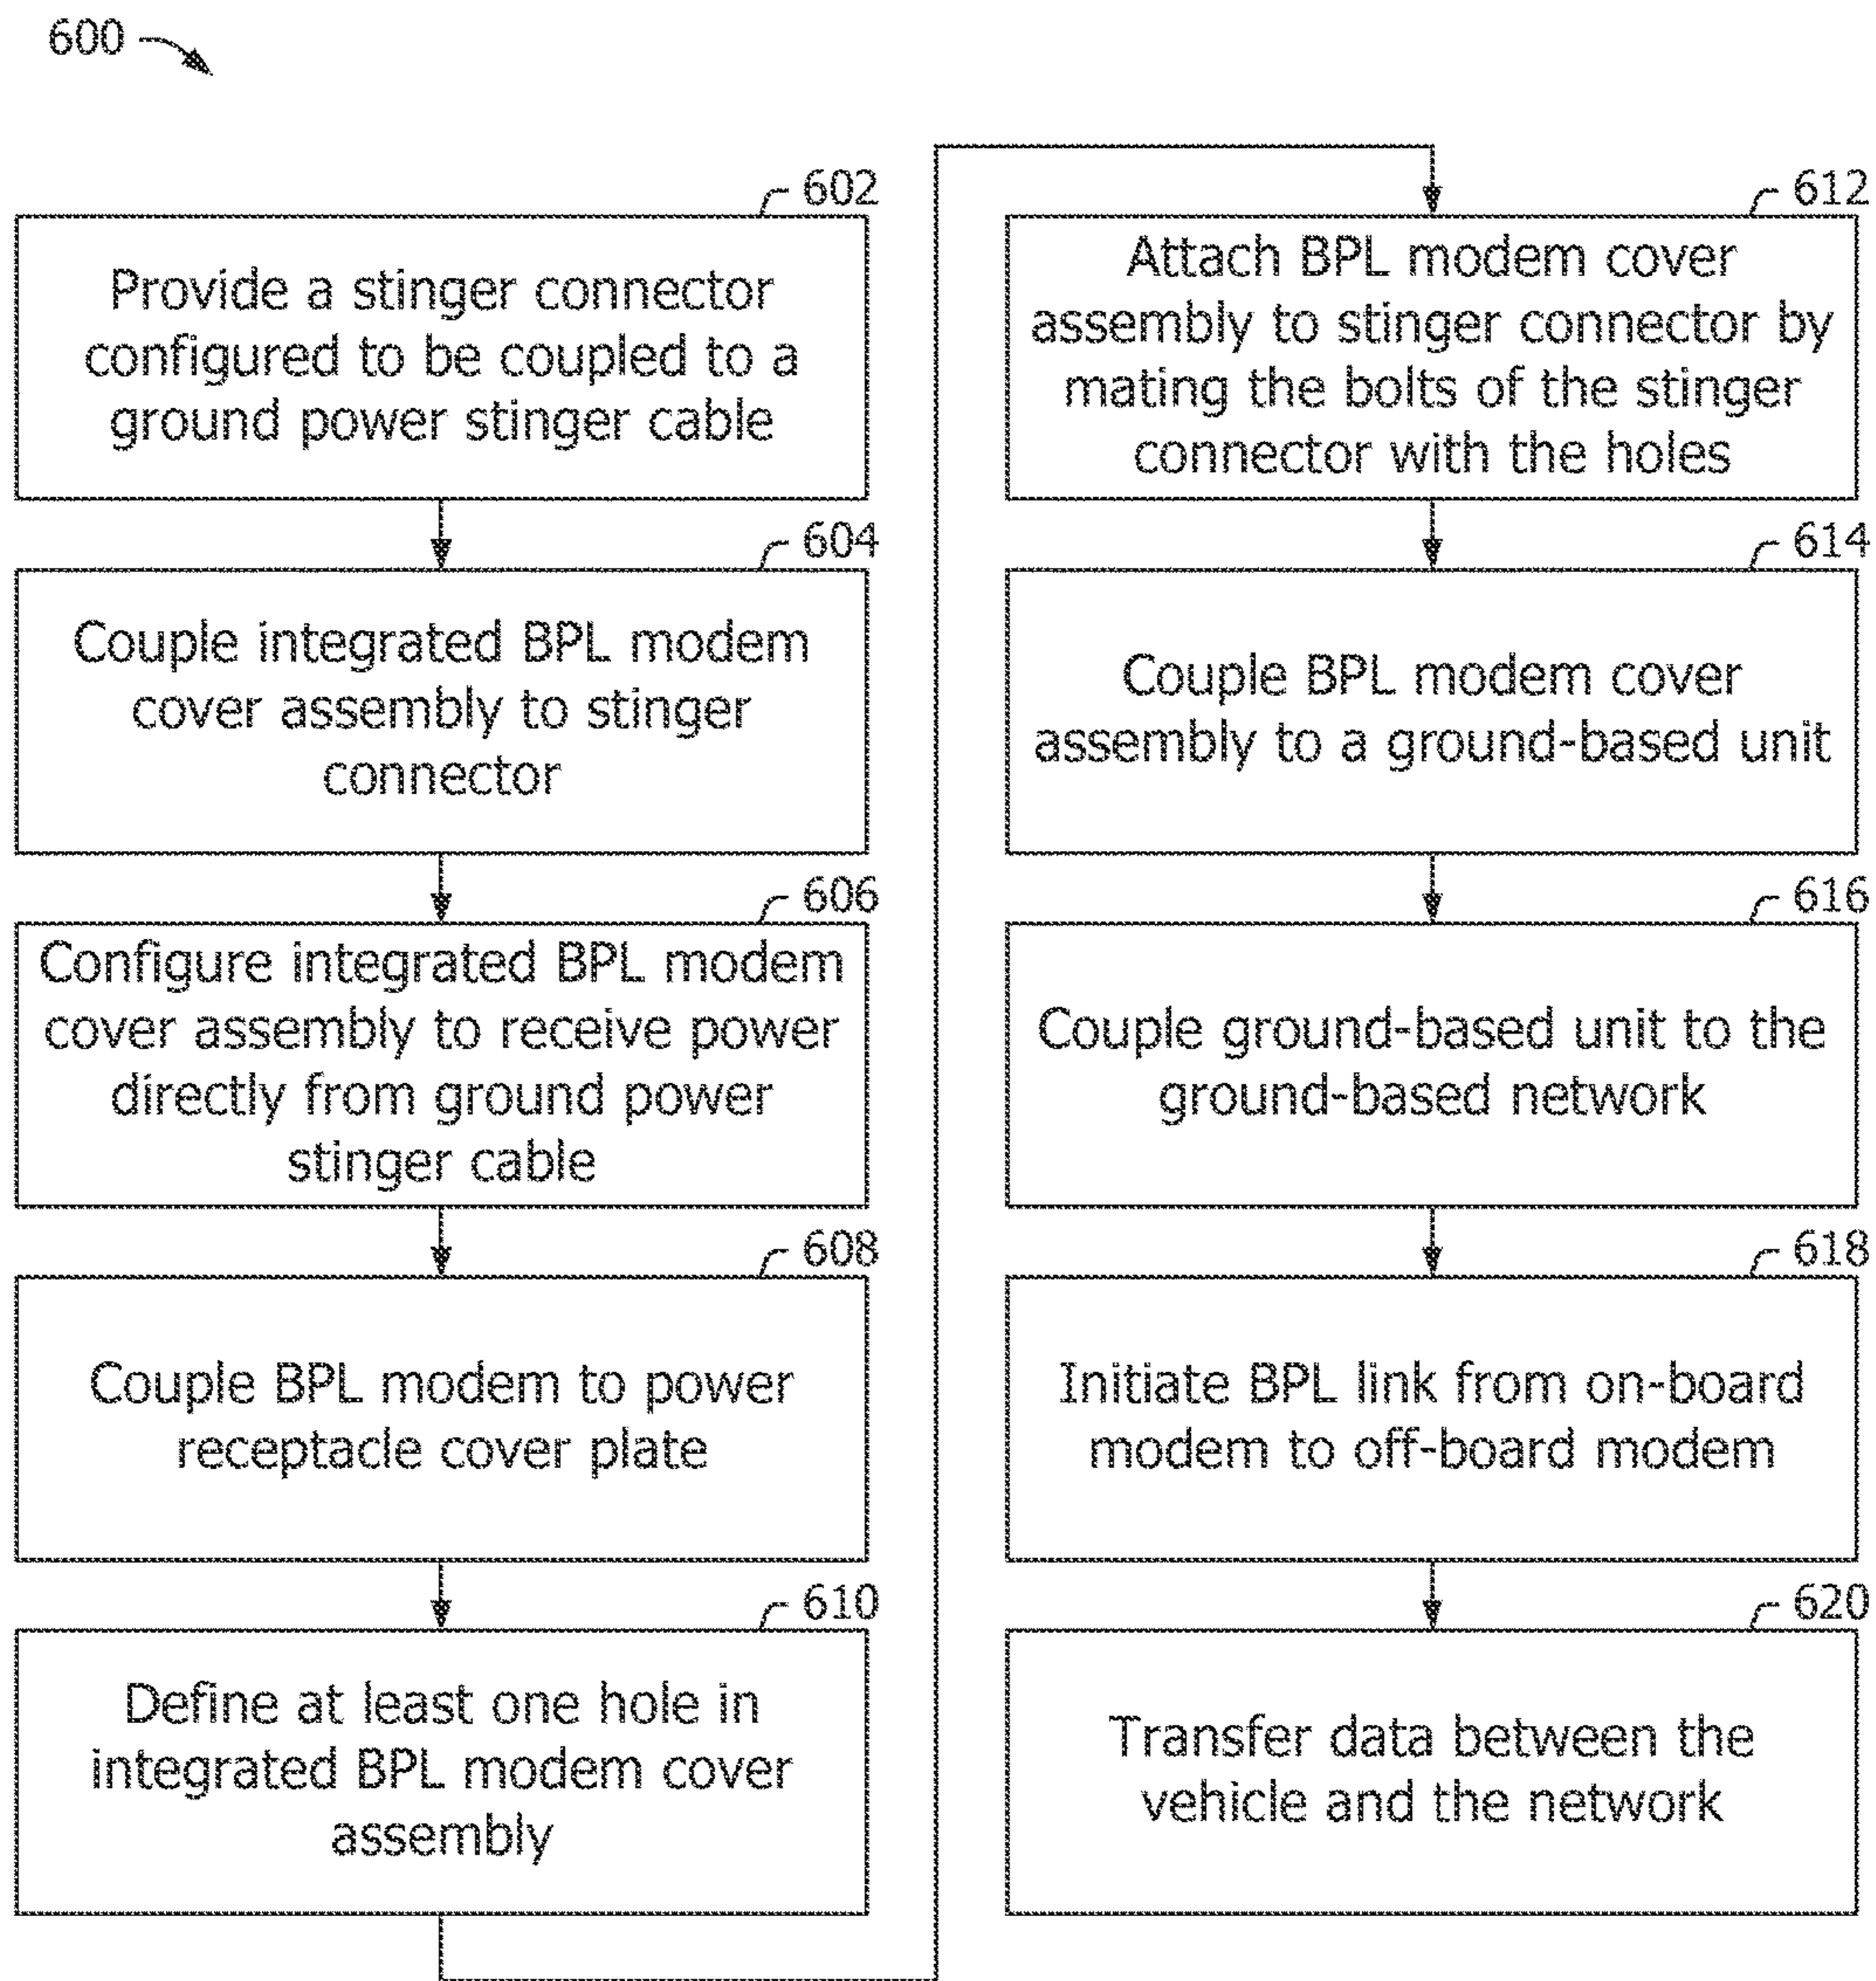 600
602
Provide a stinger connector
configured to be coupled to a
ground power stinger cable
604
Couple integrated BPL modem
cover assembly to stinger
connector
606
Configure integrated BPL modem
cover assembly to receive power
directly from ground power
stinger cable
608
Couple BPL modem to power
receptacle cover plate
610
Define at least one hole in
integrated BPL modem cover
assembly
612
Attach BPL modem cover
assembly to stinger connector by
mating the bolts of the stinger
connector with the holes
614
Couple BPL modem cover
assembly to a ground-based unit
616
Couple ground-based unit to the
ground-based network
618
Initiate BPL link from on-board
modem to off-board modem
620
Transfer data between the
vehicle and the network